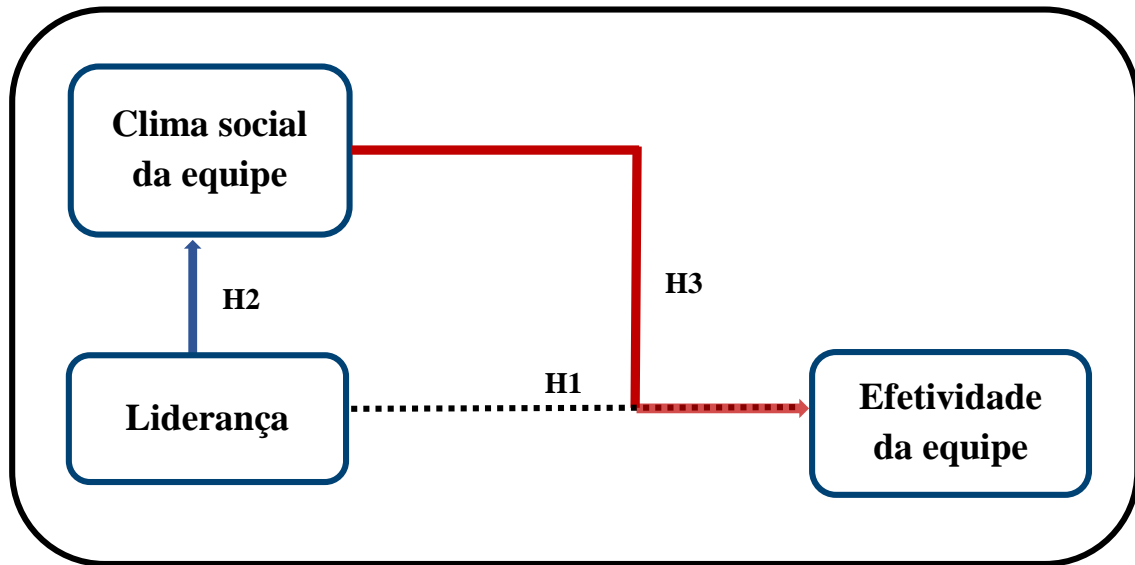 Clima social
da equipe
H2
H3
H1
Liderança
Efetividade
da equipe